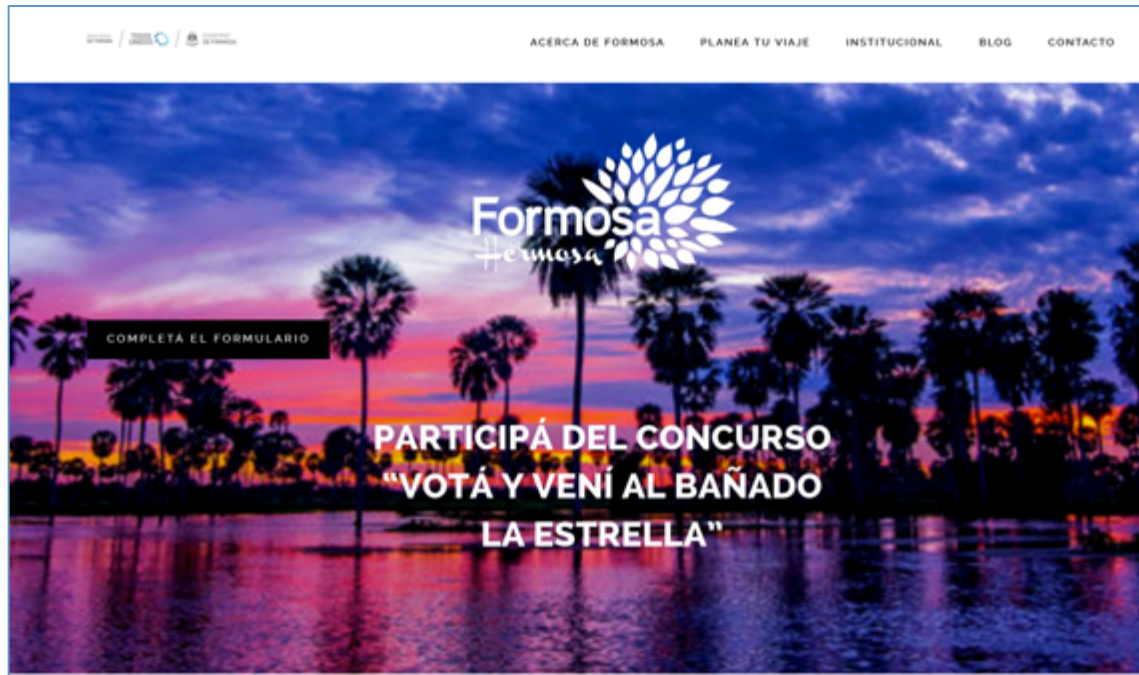 ACERCA DE FORMOSA PLANEA TU VIAJE INSTITUCIONAL BLOG CONTACTO
Formosa
Hermosa
COMPLETÁ EL FORMULARIO
PARTICIPÁ DEL CONCURSO
“VOTÁ Y VENÍ AL BAÑADO
LA ESTRELLA”